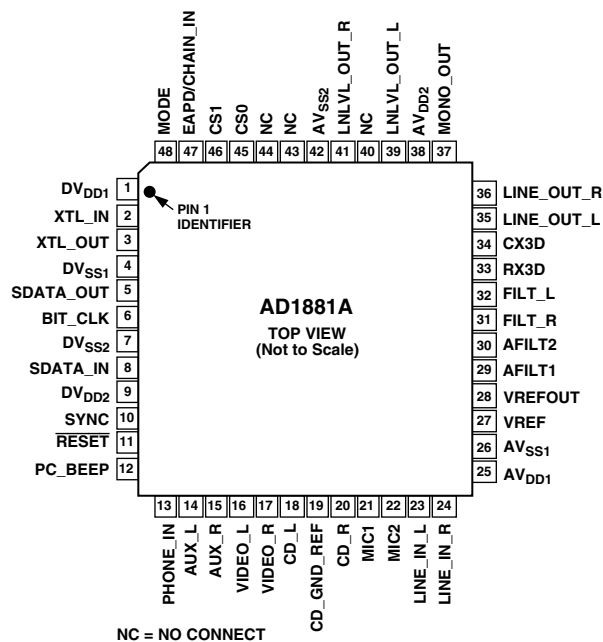 MODE
EAPD/CHAIN_IN
CS1
CS0
NC
NC
AVSS2
LNLVL_OUT_R
NC
LNLVL_OUT_L
AVDD2
MONO_OUT
48 47 46 45 44 43 42 41 40 39 38 37
DVDD1 1
XTL_IN 2
XTL_OUT 3
DVSS1 4
SDATA_OUT 5
BIT_CLK 6
DVSS2 7
SDATA_IN 8
DVDD2 9
SYNC 10
RESET 11
PC_BEEP 12
PIN 1
IDENTIFIER
AD1881A
TOP VIEW
(Not to Scale)
36 LINE_OUT_R
35 LINE_OUT_L
34 CX3D
33 RX3D
32 FILT_L
31 FILT_R
30 AFILT2
29 AFILT1
28 VREFOUT
27 VREF
26 AVSS1
25 AVDD1
13 14 15 16 17 18 19 20 21 22 23 24
PHONE_IN
AUX_L
AUX_R
VIDEO_L
VIDEO_R
CD_L
CD_GND_REF
CD_R
MIC1
MIC2
LINE_IN_L
LINE_IN_R
NC = NO CONNECT